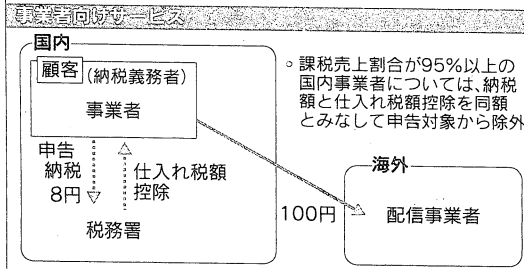 事業者向けサービス
国内
顧客(納税義務者)
事業者
申告
納税
8円
仕入れ税額
控除
税務署
。課税売上割合が95%以上の
国内事業者については、納税
額と仕入れ税額控除を同額
とみなして申告対象から除外
海外
100円
配信事業者